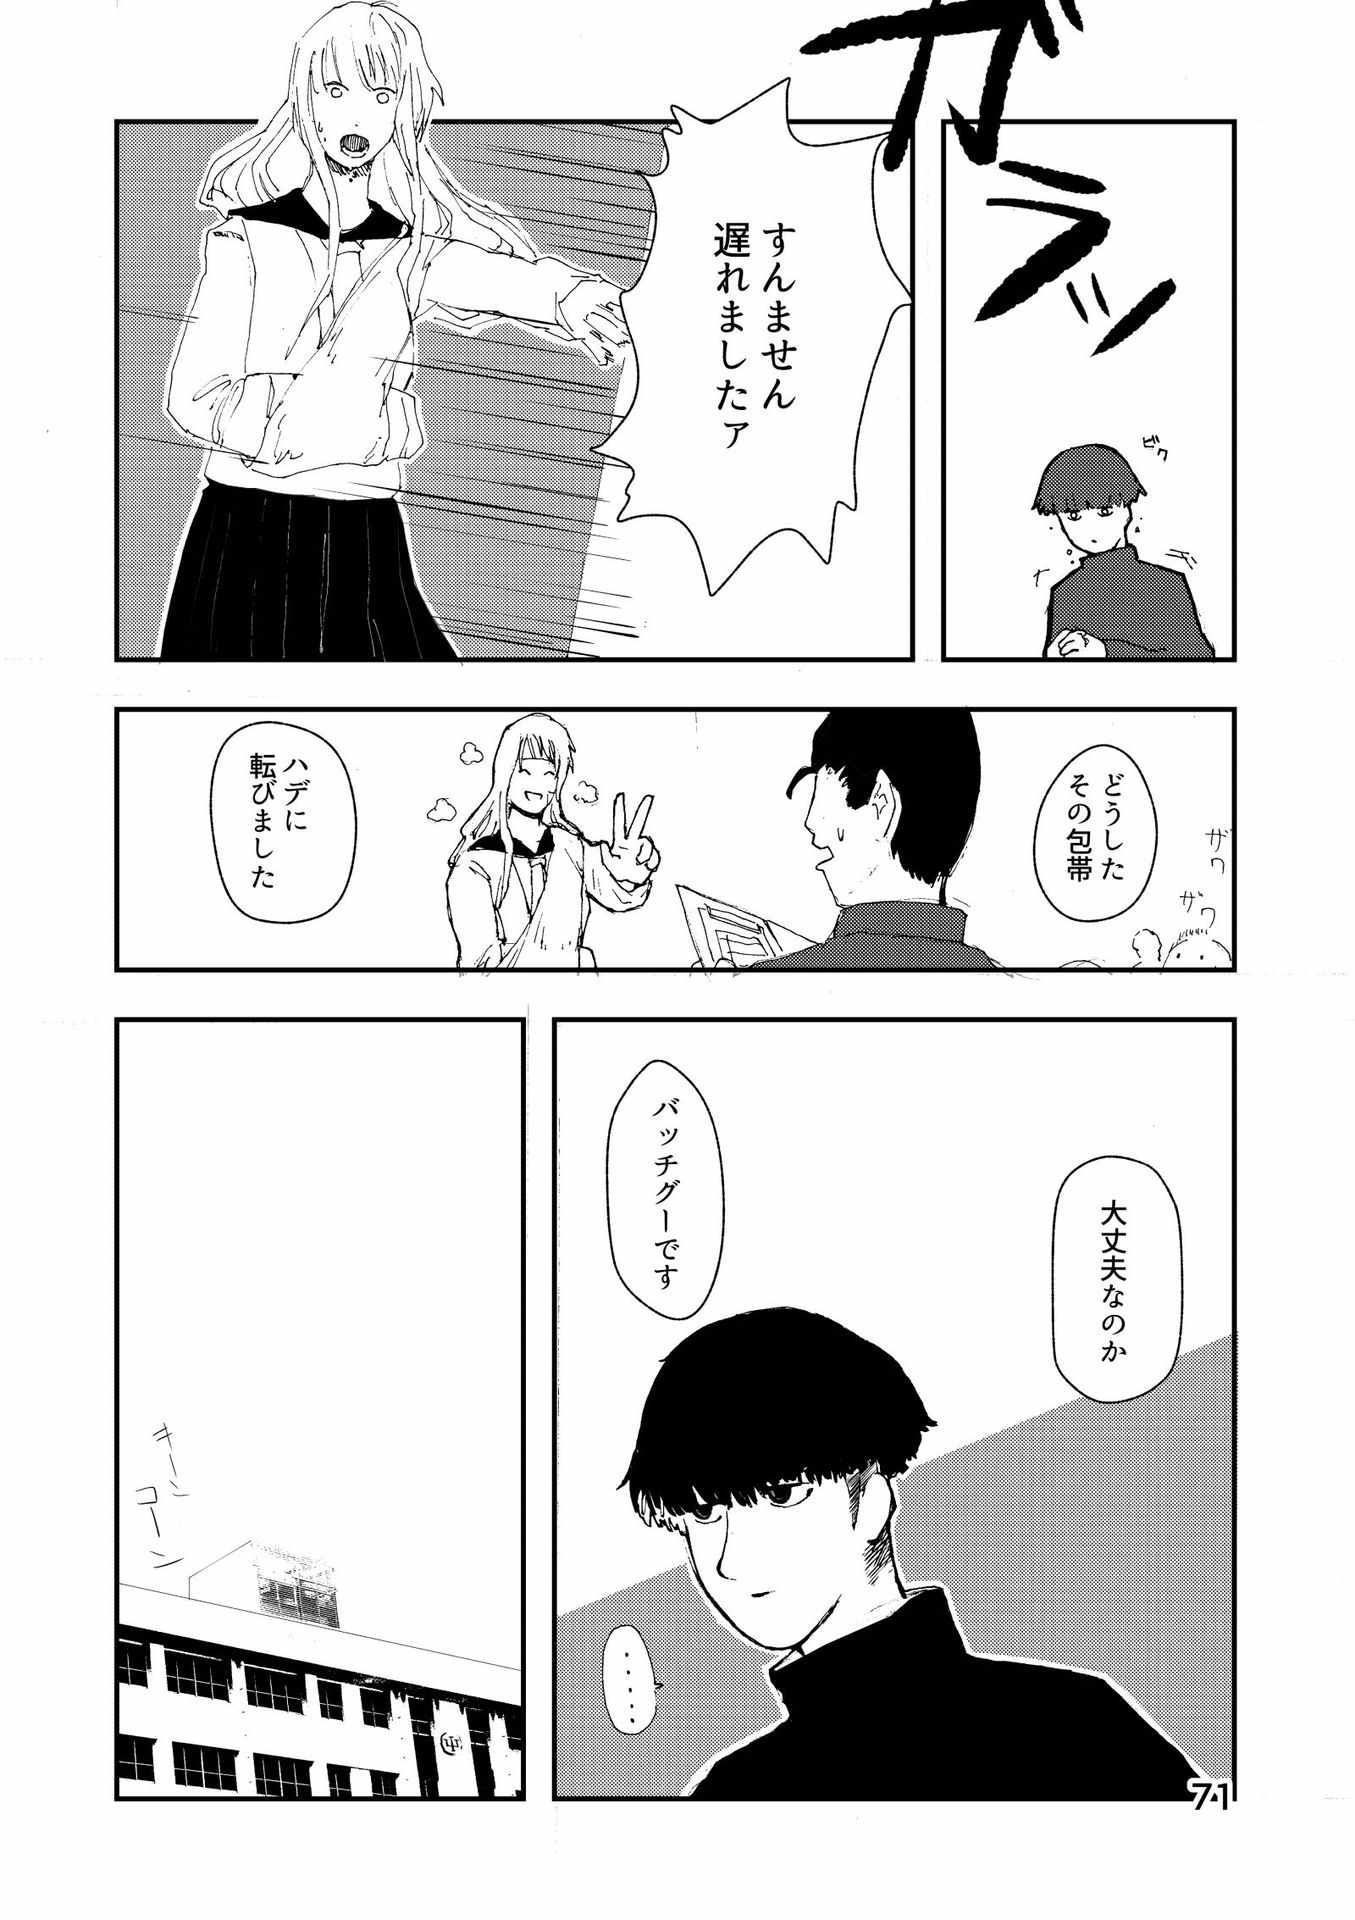 ガラッ
ビク
すんません
遅れましたァ
ザワ
ザワ
どうした
その包帯
ハデに
転びました
大丈夫なのか
バッチグーです
・・・・・
キーン
コーン
中
71